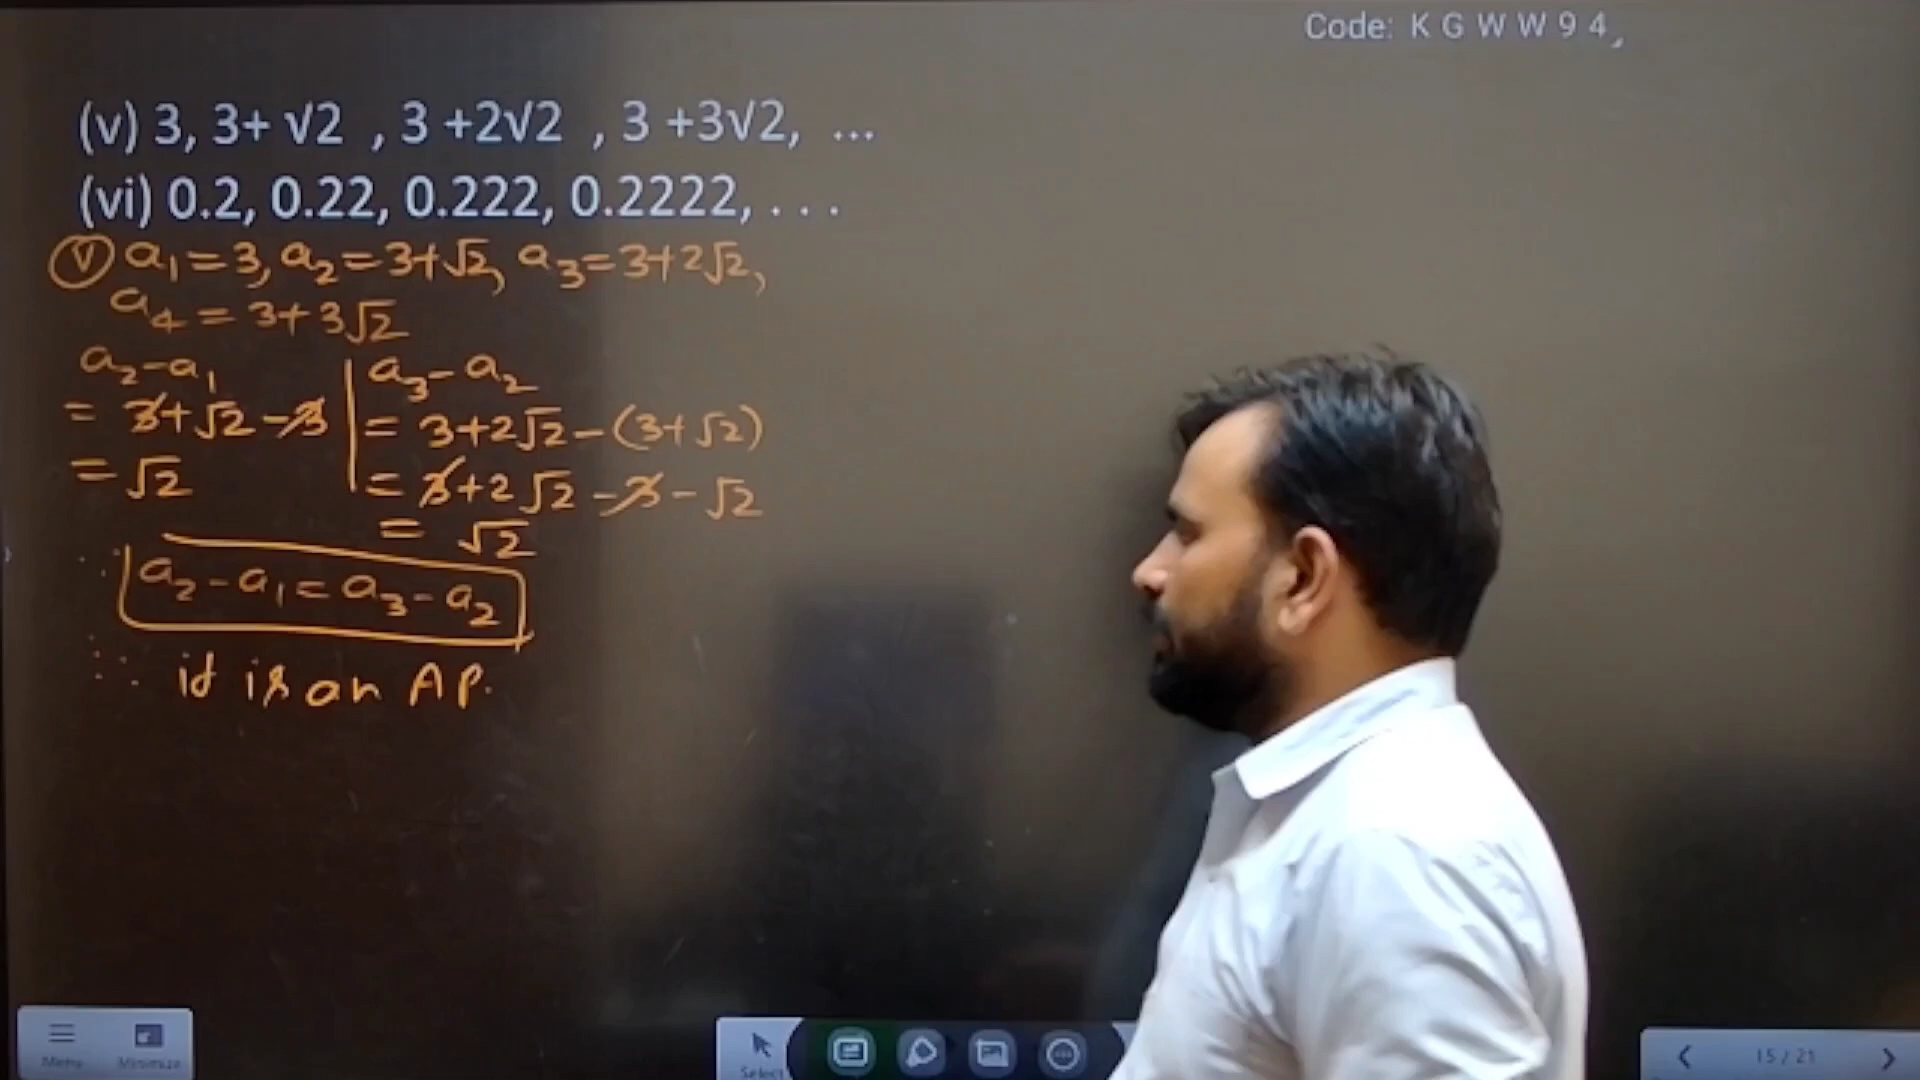 Code: K G W W 9 4
(v) 3, 3+ √2 , 3 +2√2 , 3 +3√2, ...
(vi) 0.2, 0.22, 0.222, 0.2222, . . .
(v) a₁ = 3, a₂ = 3+√2, a₃ = 3+2√2,
a₄ = 3+3√2
a₂-a₁ | a₃-a₂
= 3+√2-3 | = 3+2√2-(3+√2)
= √2 | = 3+2√2-3-√2
= √2
∴ a₂-a₁ = a₃-a₂
∴ it is an AP.
Menu Minimize
Select
15 / 21